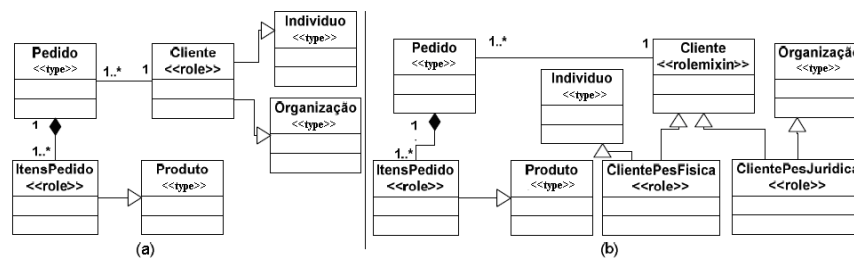 Pedido
<<type>>
1..*
1
Cliente
<<role>>
Individuo
<<type>>
Organização
<<type>>
1
1..*
ItensPedido
<<role>>
Produto
<<type>>
(a)
Pedido
<<type>>
1..*
1
Cliente
<<rolemixin>>
Organização
<<type>>
Individuo
<<type>>
1
1..*
ItensPedido
<<role>>
Produto
<<type>>
ClientePesFisica
<<role>>
ClientePesJuridica
<<role>>
(b)